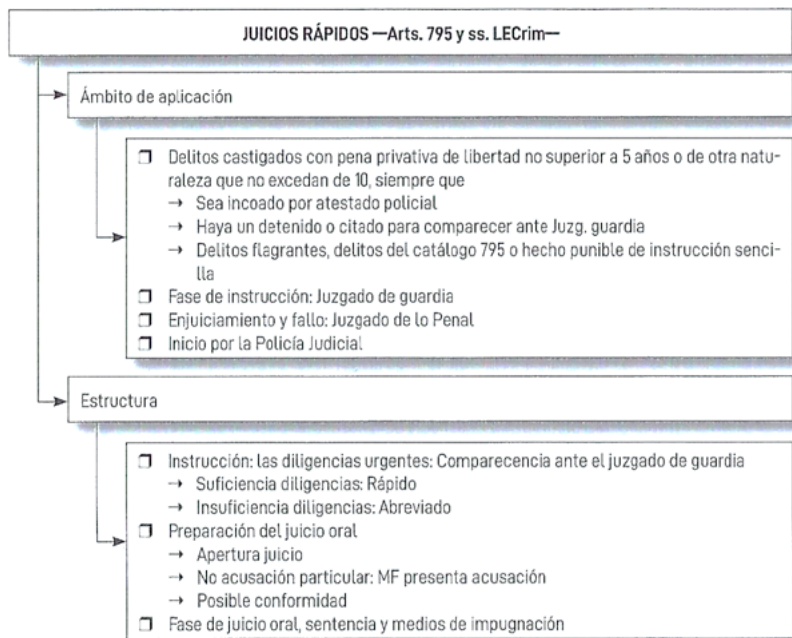 JUICIOS RÁPIDOS —Arts. 795 y ss. LECrim—
Ámbito de aplicación
❐ Delitos castigados con pena privativa de libertad no superior a 5 años o de otra natu-
raleza que no excedan de 10, siempre que
→ Sea incoado por atestado policial
→ Haya un detenido o citado para comparecer ante Juzg. guardia
→ Delitos flagrantes, delitos del catálogo 795 o hecho punible de instrucción senci-
lla
❐ Fase de instrucción: Juzgado de guardia
❐ Enjuiciamiento y fallo: Juzgado de lo Penal
❐ Inicio por la Policía Judicial
Estructura
❐ Instrucción: las diligencias urgentes: Comparecencia ante el juzgado de guardia
→ Suficiencia diligencias: Rápido
→ Insuficiencia diligencias: Abreviado
❐ Preparación del juicio oral
→ Apertura juicio
→ No acusación particular: MF presenta acusación
→ Posible conformidad
❐ Fase de juicio oral, sentencia y medios de impugnación